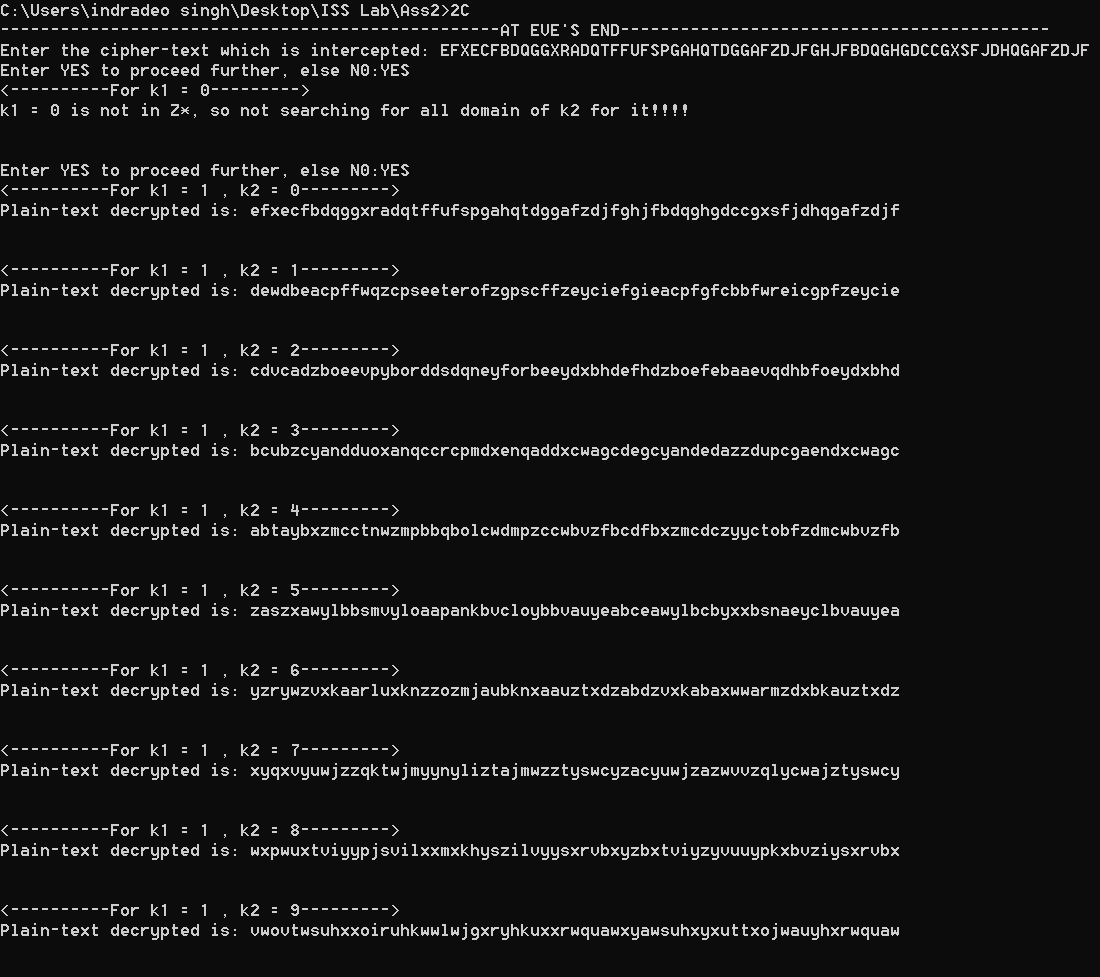 C:\Users\indradeo singh\Desktop\ISS Lab\Ass2>2C
--------------------------------------------------AT EVE'S END-------------------------------------------
Enter the cipher-text which is intercepted: EFXECFBDQGGXRADQTFFUFSPGAHQTDGGAFZDJFGHJFBDQGHGDCCGXSFJDHQGAFZDJF
Enter YES to proceed further, else N0:YES
<----------For k1 = 0--------->
k1 = 0 is not in Z*, so not searching for all domain of k2 for it!!!!
Enter YES to proceed further, else N0:YES
<----------For k1 = 1 , k2 = 0--------->
Plain-text decrypted is: efxecfbdqggxradqtffufspgahqtdggafzdjfghjfbdqghgdccgxsfjdhqgafzdjf
<----------For k1 = 1 , k2 = 1--------->
Plain-text decrypted is: dewdbeacpffwqzcpseeterofzgpscffzeyciefgieacpfgfcbbfwreicgpfzeycie
<----------For k1 = 1 , k2 = 2--------->
Plain-text decrypted is: cdvcadzboeevpyborddsdqneyforbeeydxbhdefhdzboefebaaevqdhbfoeydxbhd
<----------For k1 = 1 , k2 = 3--------->
Plain-text decrypted is: bcubzcyandduoxanqccrcpmdxenqaddxcwagcdegcyandedazzdupcgaendxcwagc
<----------For k1 = 1 , k2 = 4--------->
Plain-text decrypted is: abtaybxzmcctnwzmpbbqbolcwdmpzccwbvzfbcdfbxzmcdczyyctobfzdmcwbvzfb
<----------For k1 = 1 , k2 = 5--------->
Plain-text decrypted is: zaszxawylbbsmvyloaapankbvcloybbvauyeabceawylbcbyxxbsnaeyclbvauyea
<----------For k1 = 1 , k2 = 6--------->
Plain-text decrypted is: yzrywzvxkaarluxknzzozmjaubknxaauztxdzabdzvxkabaxwwarmzdxbkauztxdz
<----------For k1 = 1 , k2 = 7--------->
Plain-text decrypted is: xyqxvyuwjzzqktwjmyynyliztajmwzztyswcyzacyuwjzazwvvzqlycwajztyswcy
<----------For k1 = 1 , k2 = 8--------->
Plain-text decrypted is: wxpwuxtviyypjsvilxxmxkhyszilvyysxrvbxyzbxtviyzyvuuypkxbvziysxrvbx
<----------For k1 = 1 , k2 = 9--------->
Plain-text decrypted is: vwovtwsuhxxoiruhkwwlwjgxryhkuxxrwquawxyawsuhxyxuttxojwauyhxrwquaw